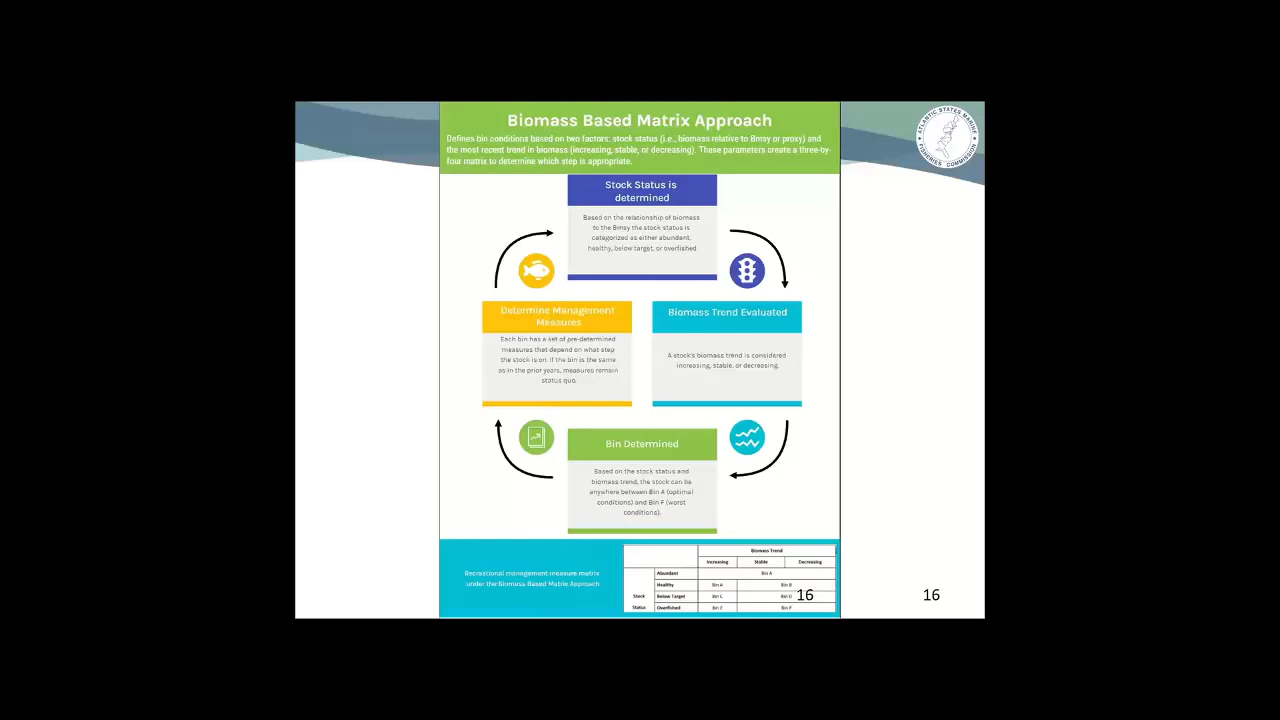 Biomass Based Matrix Approach
Defines bin conditions based on two factors: stock status (i.e., biomass relative to Bmsy or proxy) and
the most recent trend in biomass (increasing, stable, or decreasing). These parameters create a three-by-
four matrix to determine which step is appropriate.
ATLANTIC STATES MARINE
FISHERIES COMMISSION
Stock Status is
determined
Based on the relationship of biomass
to the Bmsy the stock status is
categorized as either abundant,
healthy, below target, or overfished
Determine Management
Measures
Each bin has a set of pre-determined
measures that depend on what step
the stock is on. If the bin is the same
as in the prior years, measures remain
status quo.
Biomass Trend Evaluated
A stock's biomass trend is considered
increasing, stable, or decreasing.
Bin Determined
Based on the stock status and
biomass trend, the stock can be
anywhere between Bin A (optimal
conditions) and Bin F (worst
conditions).
Recreational management measure matrix
under the Biomass Based Matrix Approach
Biomass Trend
Increasing Stable Decreasing
Abundant Bin A
Healthy Bin A Bin B
Stock Below Target Bin C Bin D
Status Overfished Bin E Bin F
16
16